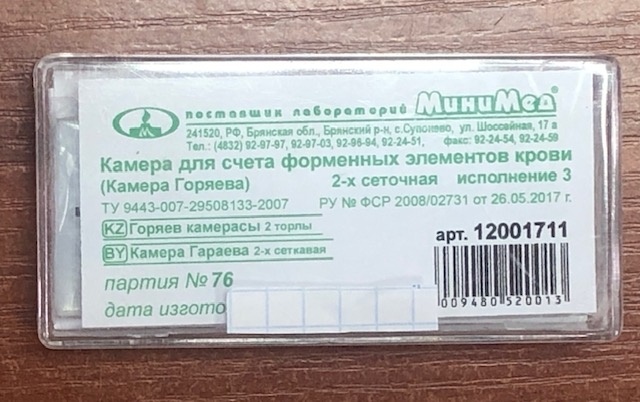 поставщик лабораторий МиниМед®
241520, РФ, Брянская обл., Брянский р-н, с.Супонево, ул. Шоссейная, 17 а
Тел.: (4832) 92-97-97, 92-97-03, 92-96-94, 92-24-51, факс: 92-24-54, 92-24-59
Камера для счета форменных элементов крови
(Камера Горяева) 2-х сеточная исполнение 3
ТУ 9443-007-29508133-2007 РУ № ФСР 2008/02731 от 26.05.2017 г.
KZ Горяев камерасы 2 торлы
BY Камера Гараева 2-х сеткавая
арт. 12001711
партия № 76
009480 520013
дата изгото